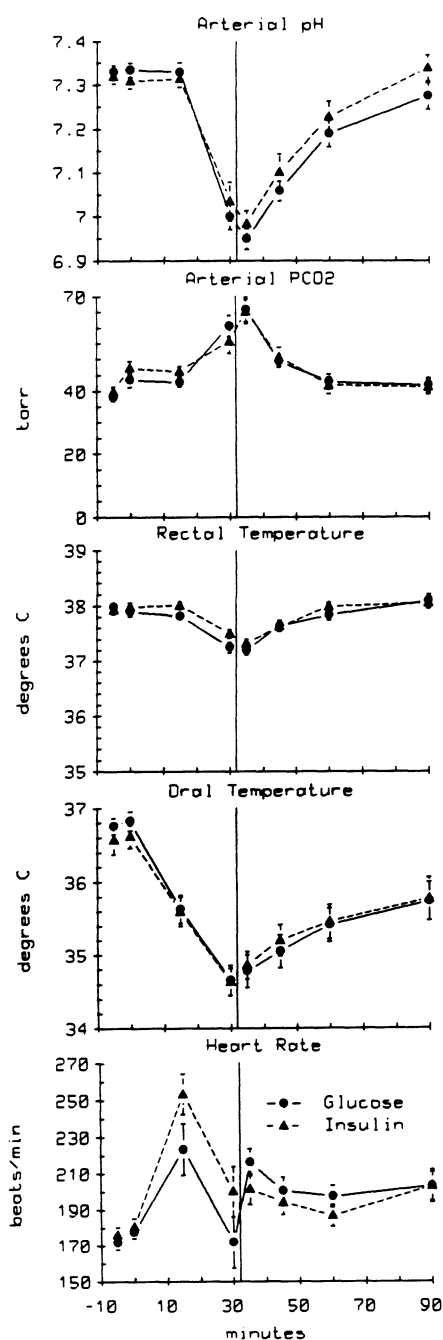 Arterial pH
7.4
7.3
7.2
7.1
7
6.9
Arterial PCO2
70
40
20
0
torr
Rectal Temperature
39
38
37
36
35
degrees C
Oral Temperature
37
36
35
34
degrees C
Heart Rate
270
250
230
210
190
170
150
beats/min
Glucose
Insulin
-10 10 30 50 70 90
minutes